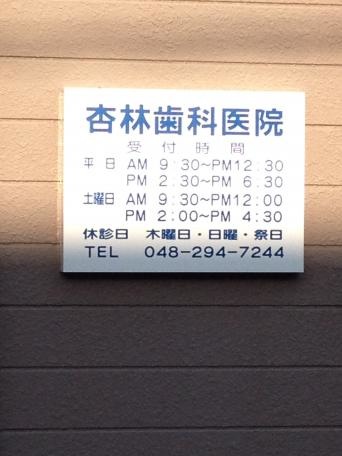 杏林歯科医院
受付時間
平日 AM 9:30~PM12:30
PM 2:30~PM 6:30
土曜日 AM 9:30~PM12:00
PM 2:00~PM 4:30
休診日 木曜日・日曜・祭日
TEL 048-294-7244